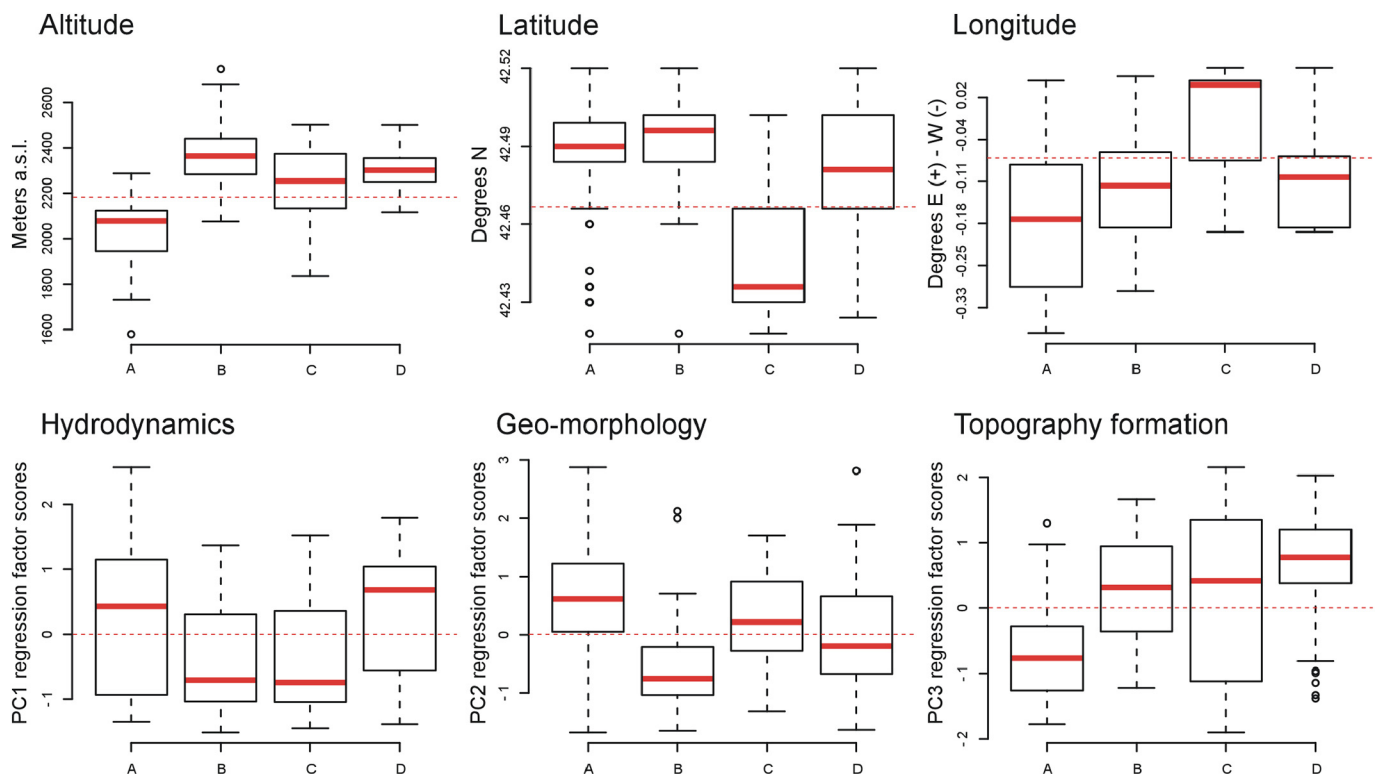 Altitude
Meters a.s.l.
2600
2400
2200
2000
1800
1600
A B C D
Latitude
Degrees N
42.52
42.49
42.46
42.43
A B C D
Longitude
Degrees E (+) - W (-)
0.02
-0.04
-0.11
-0.18
-0.25
-0.33
A B C D
Hydrodynamics
PC1 regression factor scores
2
1
0
-1
A B C D
Geo-morphology
PC2 regression factor scores
3
2
1
0
-1
A B C D
Topography formation
PC3 regression factor scores
2
1
0
-1
-2
A B C D